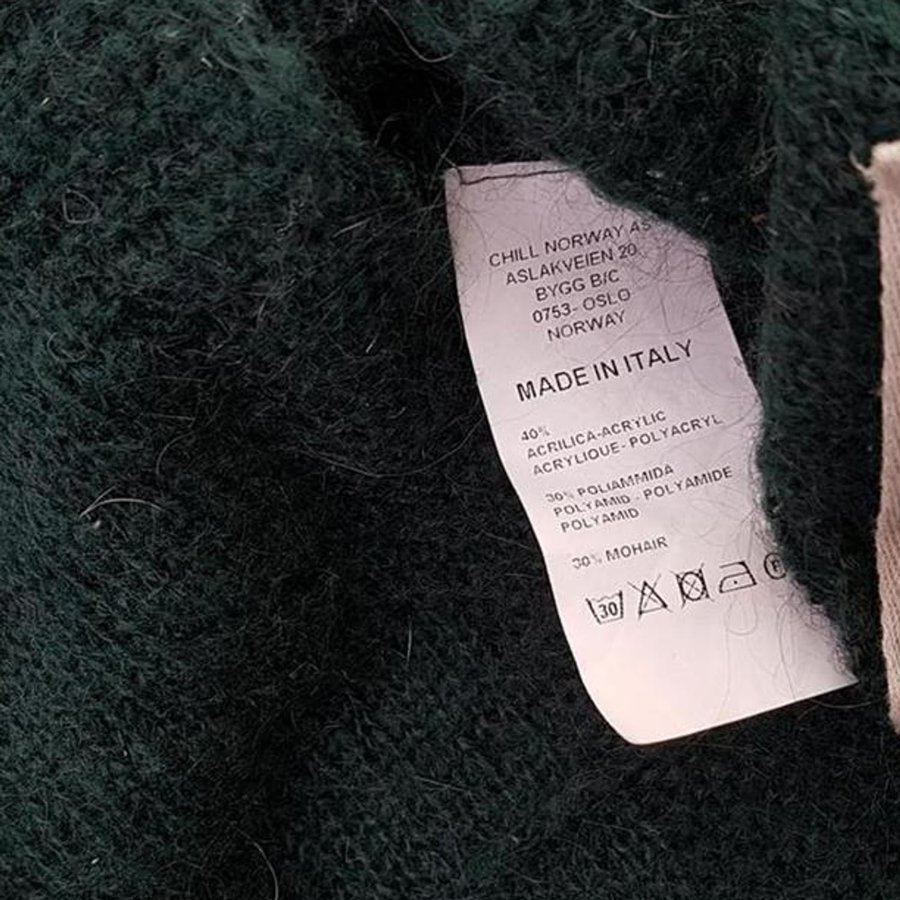 CHILL NORWAY AS
ASLAKVEIEN 20
BYGG B/C
0753- OSLO
NORWAY
MADE IN ITALY
40%
ACRILICA-ACRYLIC
ACRYLIQUE- POLYACRYL
30% POLIAMMIDA
POLYAMID - POLYAMIDE
POLYAMID
30% MOHAIR
30